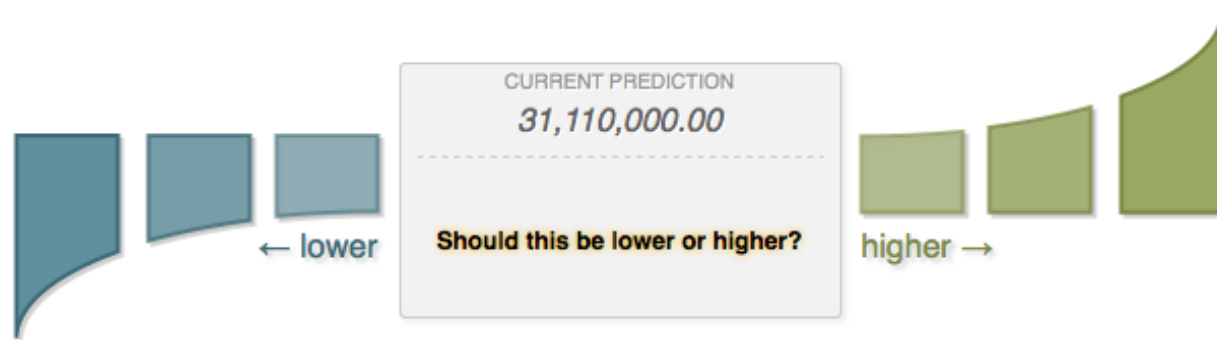 CURRENT PREDICTION
31,110,000.00
Should this be lower or higher?
← lower
higher →